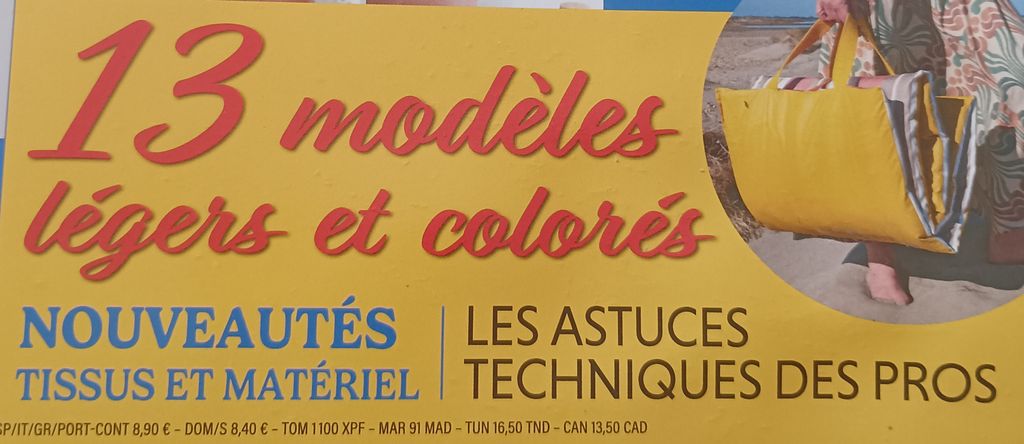 13 modèles
légers et colorés
NOUVEAUTÉS
TISSUS ET MATÉRIEL
LES ASTUCES
TECHNIQUES DES PROS
SP/IT/GR/PORT-CONT 8,90 € – DOM/S 8,40 € – TOM 1100 XPF – MAR 91 MAD – TUN 16,50 TND – CAN 13,50 CAD